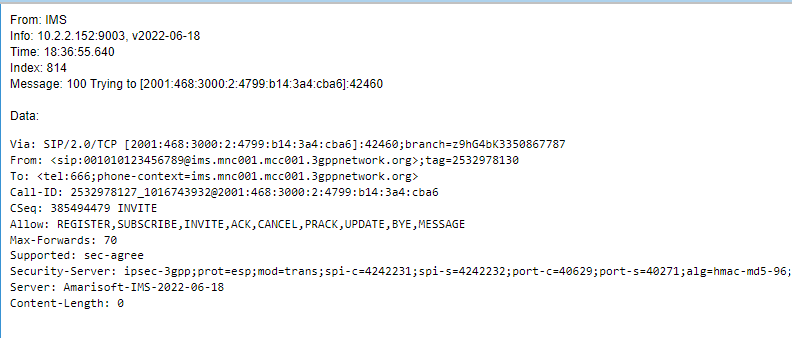 From: IMS
Info: 10.2.2.152:9003, v2022-06-18
Time: 18:36:55.640
Index: 814
Message: 100 Trying to [2001:468:3000:2:4799:b14:3a4:cba6]:42460
Data:
Via: SIP/2.0/TCP [2001:468:3000:2:4799:b14:3a4:cba6]:42460;branch=z9hG4bK3350867787
From: <sip:001010123456789@ims.mnc001.mcc001.3gppnetwork.org>;tag=2532978130
To: <tel:666;phone-context=ims.mnc001.mcc001.3gppnetwork.org>
Call-ID: 2532978127_1016743932@2001:468:3000:2:4799:b14:3a4:cba6
CSeq: 385494479 INVITE
Allow: REGISTER,SUBSCRIBE,INVITE,ACK,CANCEL,PRACK,UPDATE,BYE,MESSAGE
Max-Forwards: 70
Supported: sec-agree
Security-Server: ipsec-3gpp;prot=esp;mod=trans;spi-c=4242231;spi-s=4242232;port-c=40629;port-s=40271;alg=hmac-md5-96;
Server: Amarisoft-IMS-2022-06-18
Content-Length: 0